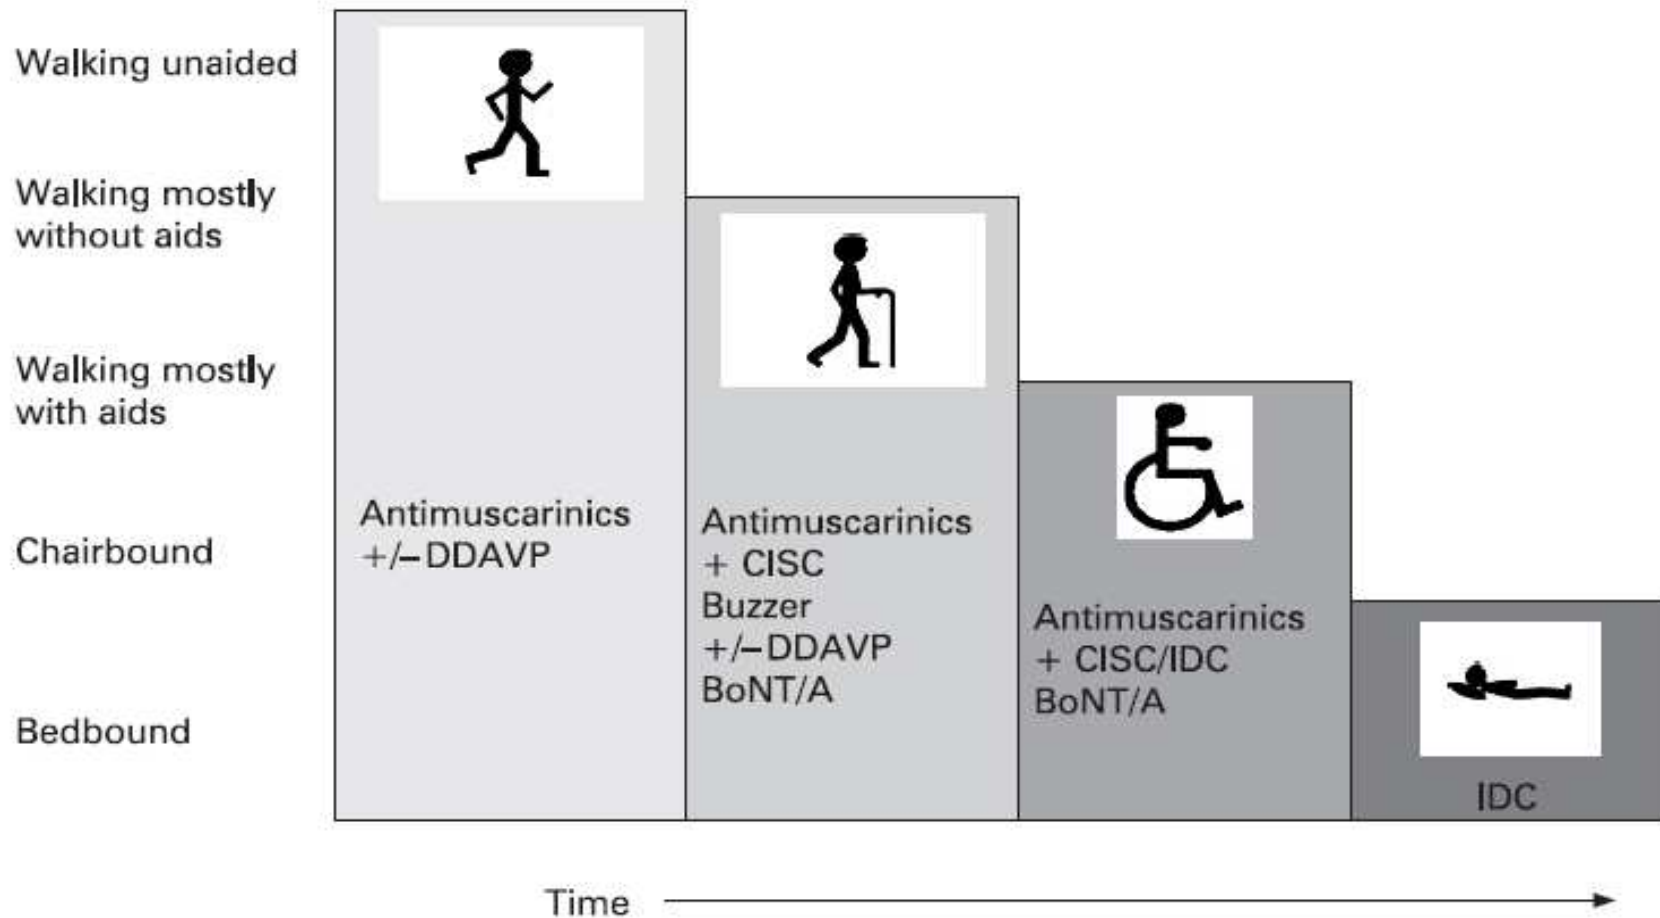 Walking unaided
Walking mostly
without aids
Walking mostly
with aids
Chairbound
Bedbound
Antimuscarinics
+/–DDAVP
Antimuscarinics
+ CISC
Buzzer
+/–DDAVP
BoNT/A
Antimuscarinics
+ CISC/IDC
BoNT/A
IDC
Time